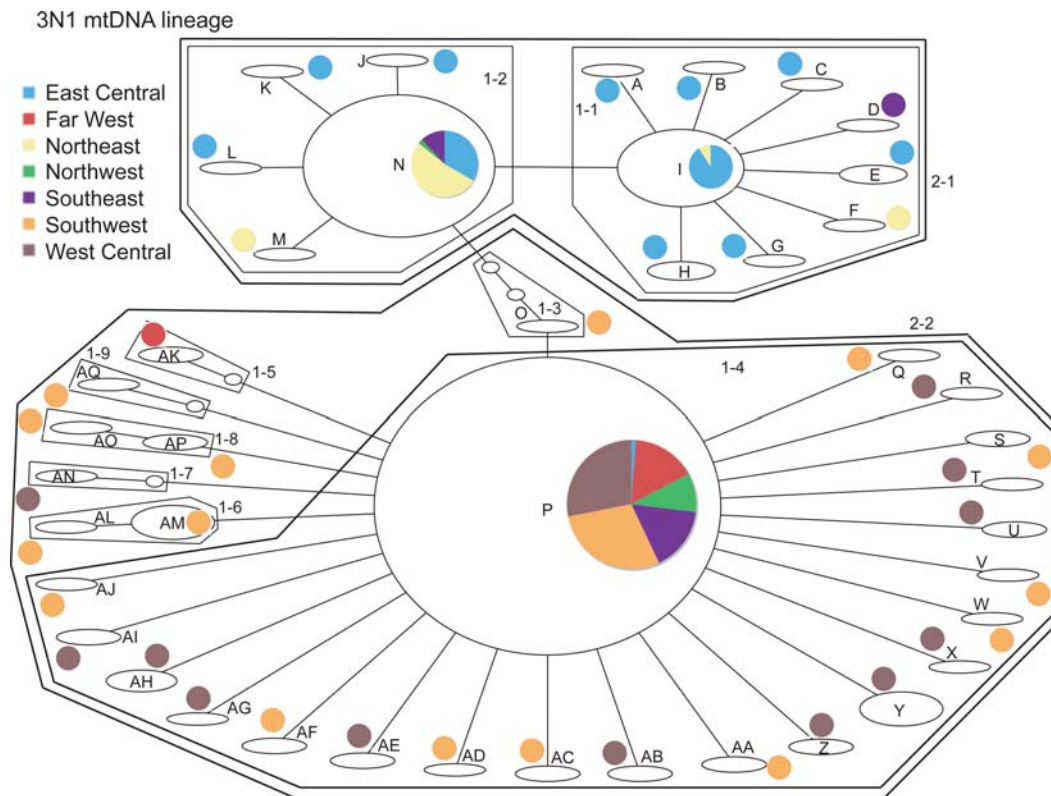 3N1 mtDNA lineage
East Central
Far West
Northeast
Northwest
Southeast
Southwest
West Central
K
J
1-2
L
N
M
1-1
A
B
C
D
E
2-1
I
F
G
H
O
1-3
2-2
1-4
1-9
AK
AQ
1-5
AO
AP
1-8
AN
1-7
AL
AM
1-6
AJ
AI
AH
AG
AF
AE
AD
AC
AB
AA
Z
Y
X
W
V
U
T
S
R
Q
P